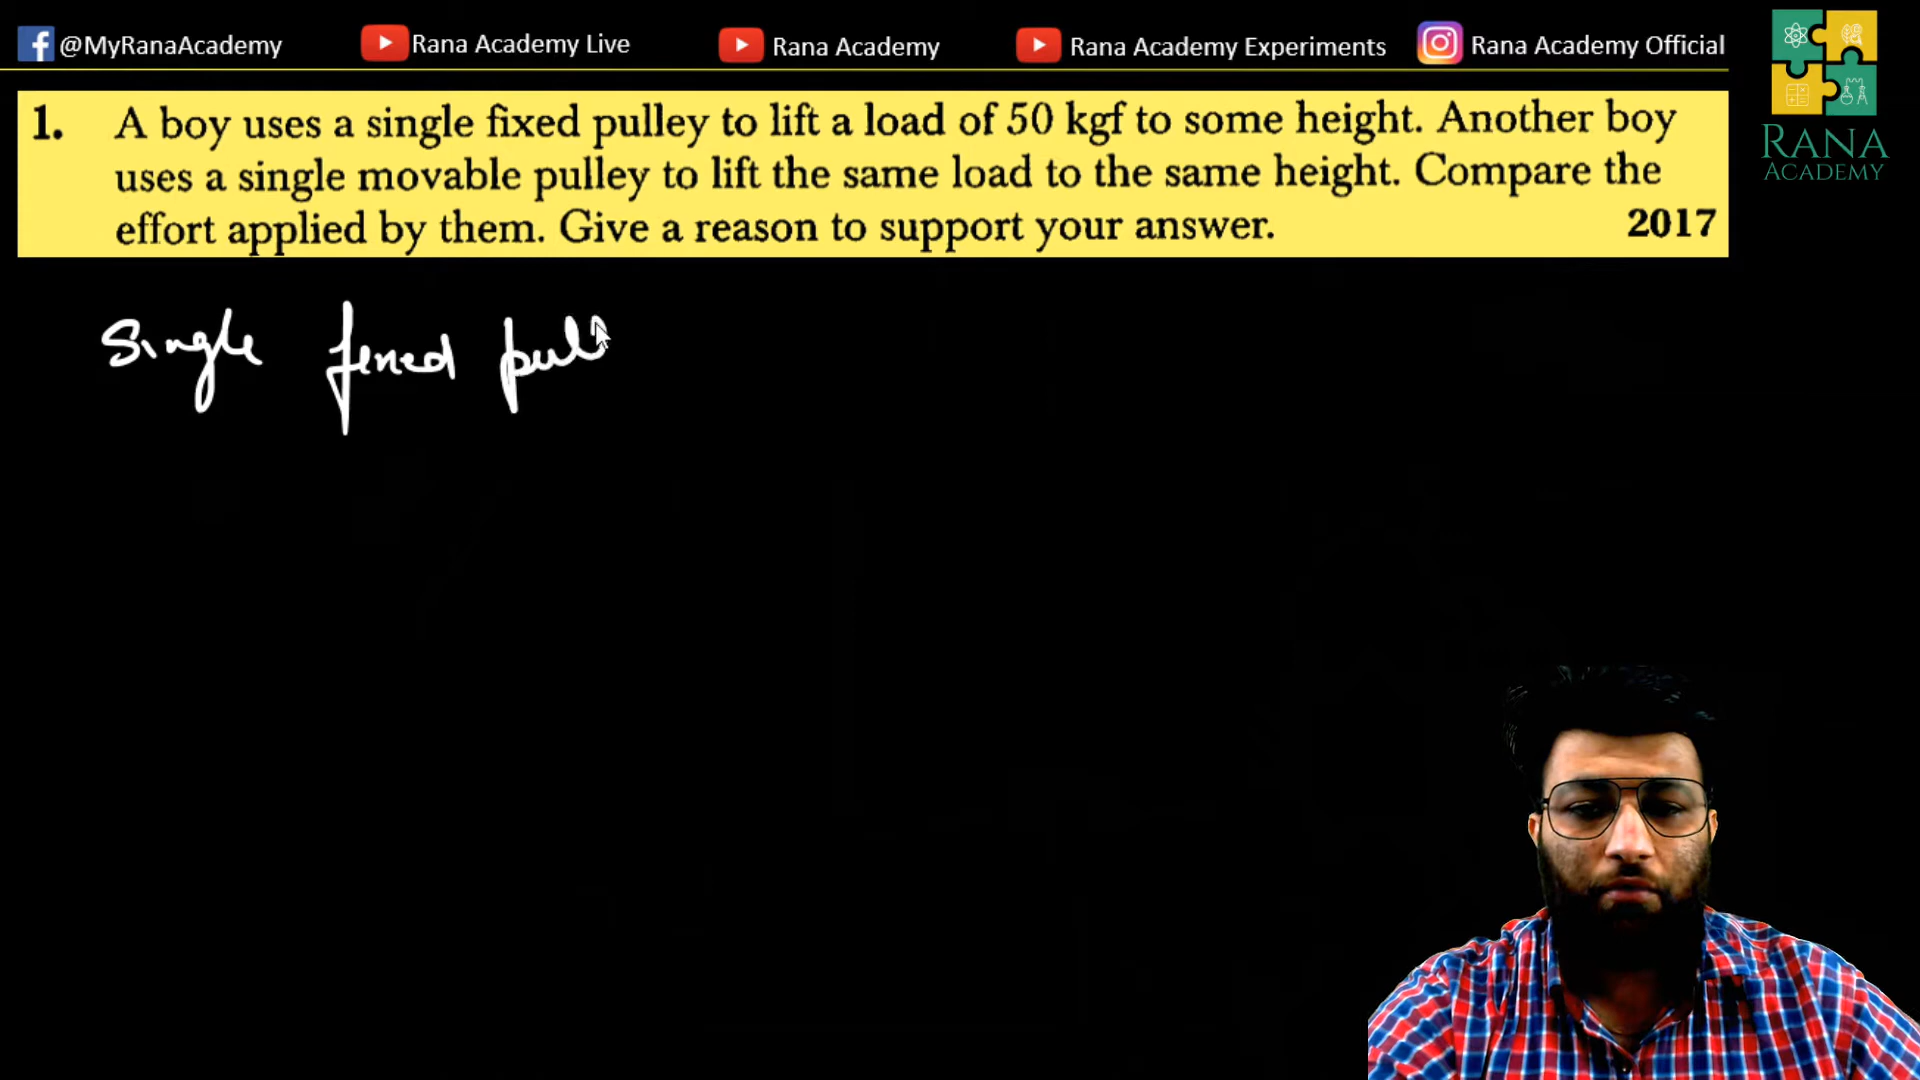 @MyRanaAcademy Rana Academy Live Rana Academy Rana Academy Experiments Rana Academy Official
RANA
ACADEMY
1. A boy uses a single fixed pulley to lift a load of 50 kgf to some height. Another boy
uses a single movable pulley to lift the same load to the same height. Compare the
effort applied by them. Give a reason to support your answer. 2017
Single fixed pull